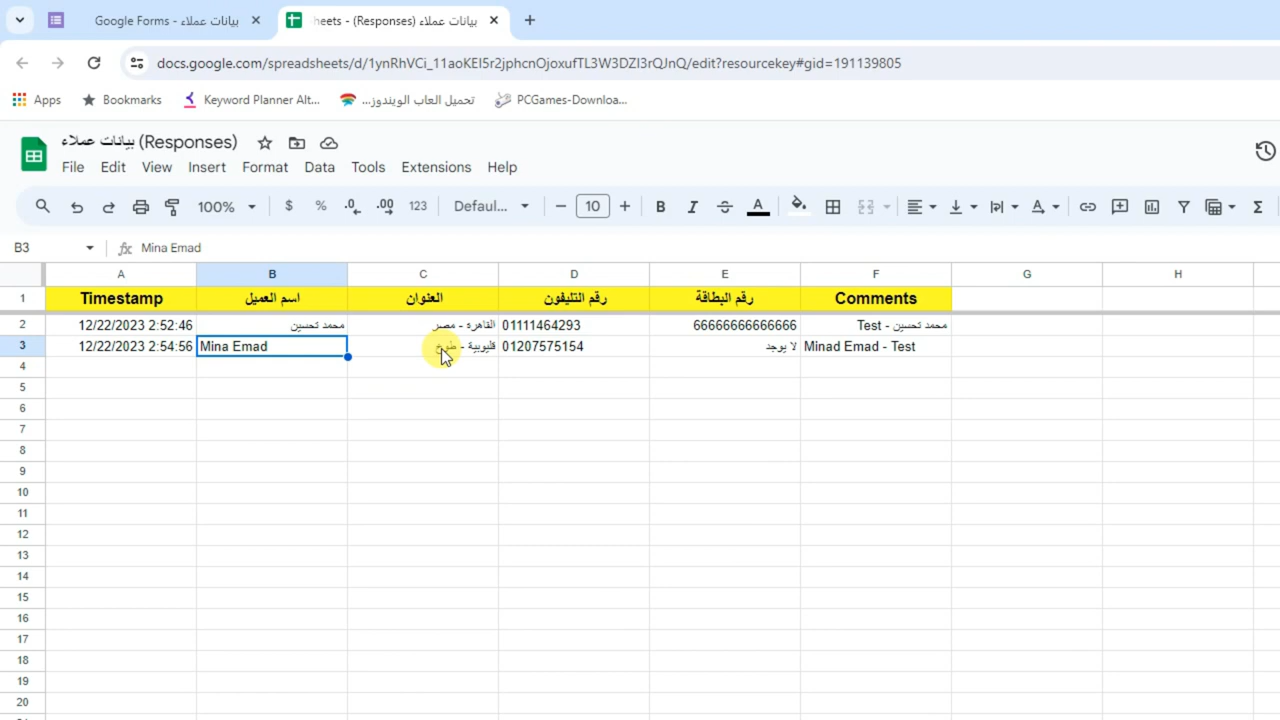 بيانات عملاء - Google Forms
بيانات عملاء (Responses) - heets
docs.google.com/spreadsheets/d/1ynRhVCi_11aoKEI5r2jphcnOjoxufTL3W3DZI3rQJnQ/edit?resourcekey#gid=191139805
Apps Bookmarks Keyword Planner Alt... تحميل العاب الويندوز... PCGames-Downloa...
بيانات عملاء (Responses)
File Edit View Insert Format Data Tools Extensions Help
100% $ % .0 .00 123 Defaul... − 10 + B I A Σ
B3 fx Mina Emad
A B C D E F G H
1 Timestamp اسم العميل العنوان رقم التليفون رقم البطاقة Comments
2 12/22/2023 2:52:46 محمد تحسين القاهرة - مصر 01111464293 66666666666666 محمد تحسين - Test
3 12/22/2023 2:54:56 Mina Emad قليوبية - طوخ 01207575154 لا يوجد Minad Emad - Test
4
5
6
7
8
9
10
11
12
13
14
15
16
17
18
19
20